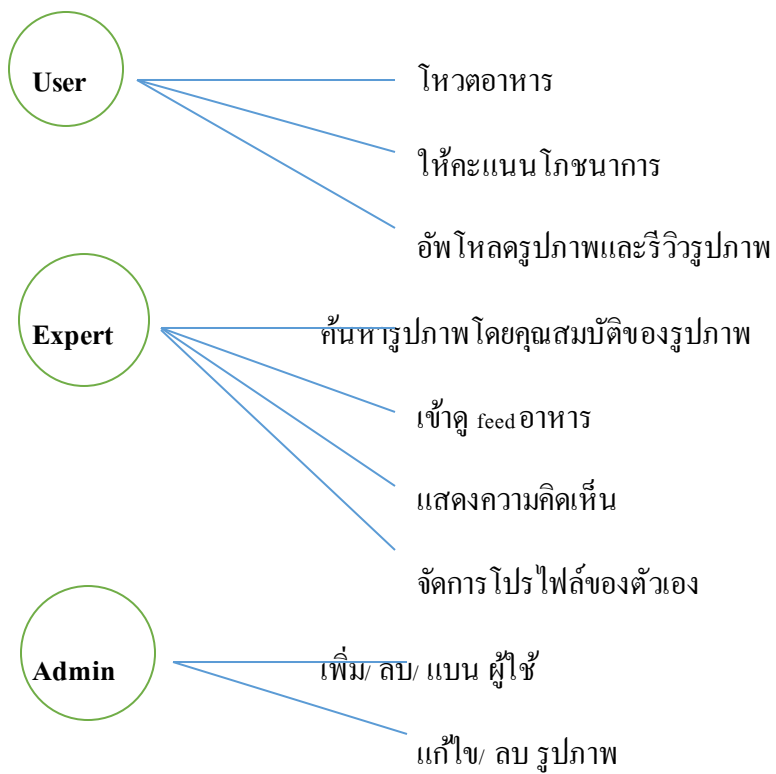 User
โหวตอาหาร
ให้คะแนนโภชนาการ
อัพโหลดรูปภาพและรีวิวรูปภาพ
Expert
ค้นหารูปภาพโดยคุณสมบัติของรูปภาพ
เข้าดู feed อาหาร
แสดงความคิดเห็น
จัดการโปรไฟล์ของตัวเอง
Admin
เพิ่ม/ ลบ/ แบน ผู้ใช้
แก้ไข/ ลบ รูปภาพ